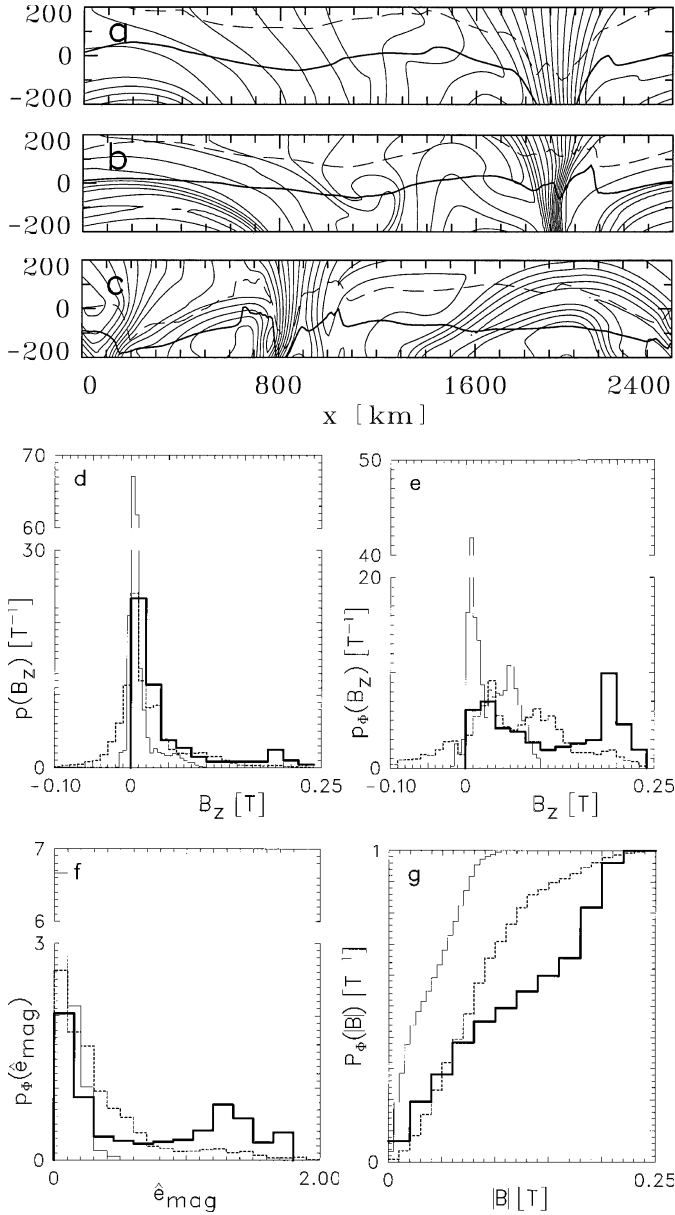 a
200
0
-200
b
200
0
-200
c
200
0
-200
0 800 1600 2400
x [km]
d
70
60
30
0
p(B_Z) [T⁻¹]
-0.10 0 0.25
B_Z [T]
e
50
40
20
0
p_Φ(B_Z) [T⁻¹]
-0.10 0 0.25
B_Z [T]
f
7
6
3
0
p_Φ(ê_mag)
0 2.00
ê_mag
g
1
0
P_Φ(|B|) [T⁻¹]
0 0.25
|B| [T]